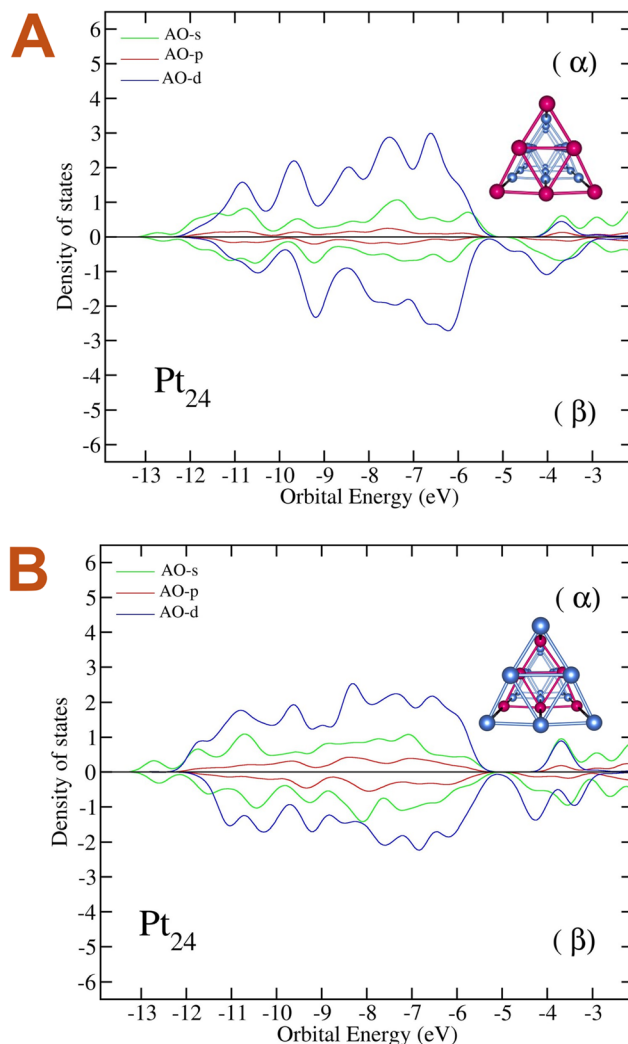 A
6
AO-s
AO-p
( α )
5
AO-d
4
3
2
1
0
-1
-2
-3
-4
-5
-6
Density of states
Pt24
( β )
-13 -12 -11 -10 -9 -8 -7 -6 -5 -4 -3
Orbital Energy (eV)
B
6
AO-s
AO-p
( α )
5
AO-d
4
3
2
1
0
-1
-2
-3
-4
-5
-6
Density of states
Pt24
( β )
-13 -12 -11 -10 -9 -8 -7 -6 -5 -4 -3
Orbital Energy (eV)